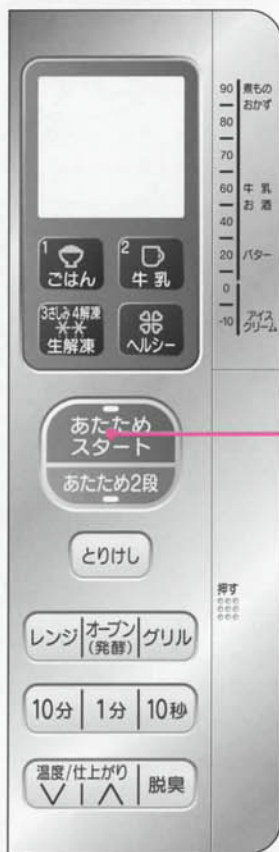 1
ごはん
2
牛乳
3さしみ 4解凍
生解凍
ヘルシー
あたため
スタート
あたため2段
とりけし
レンジ
オーブン
(発酵)
グリル
10分
1分
10秒
温度/仕上がり
脱臭
90 煮もの
おかず
80
70
60 牛乳
お酒
40
20 バター
0
-10 アイス
クリーム
押す